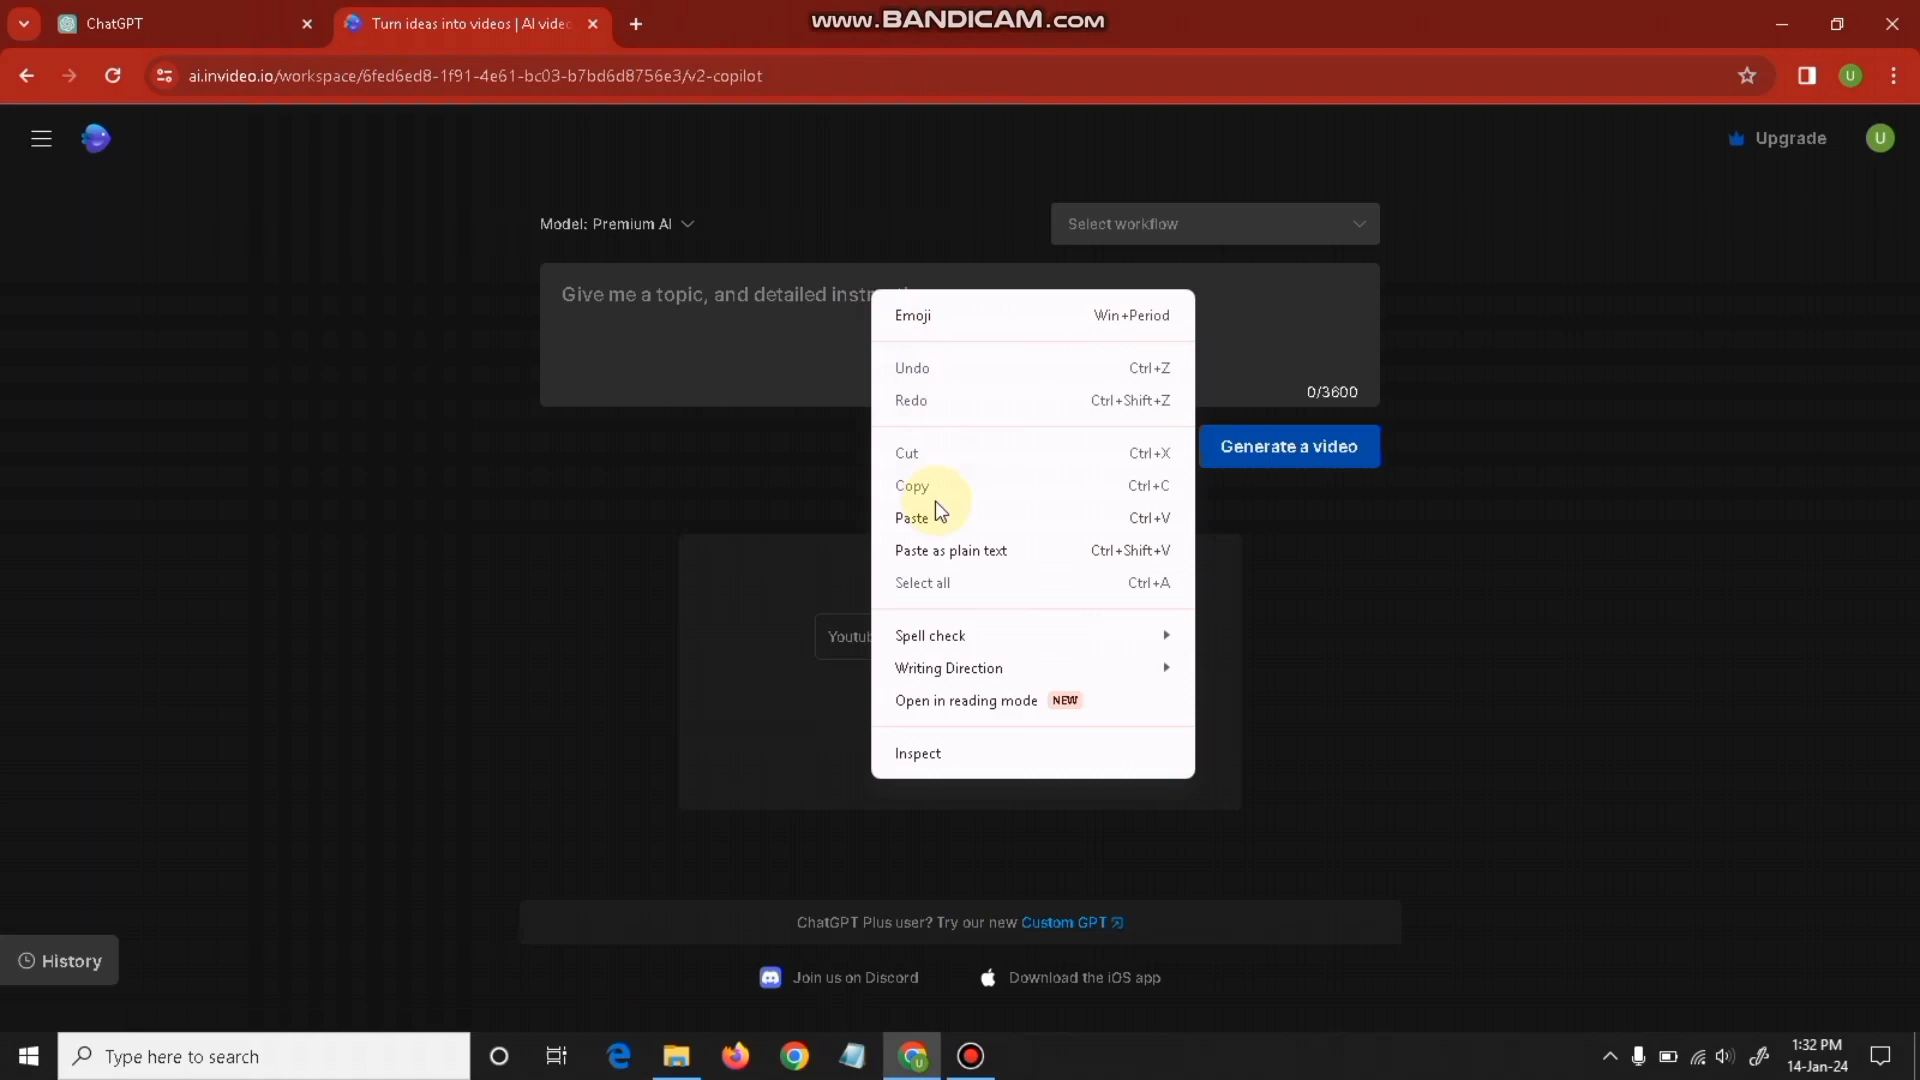 ChatGPT
Turn ideas into videos | AI video
www.BANDICAM.com
ai.invideo.io/workspace/6fed6ed8-1f91-4e61-bc03-b7bd6d8756e3/v2-copilot
U
Upgrade
U
Model: Premium AI
Select workflow
Give me a topic, and detailed
0/3600
Generate a video
Emoji Win+Period
Undo Ctrl+Z
Redo Ctrl+Shift+Z
Cut Ctrl+X
Copy Ctrl+C
Paste Ctrl+V
Paste as plain text Ctrl+Shift+V
Select all Ctrl+A
Spell check
Writing Direction
Open in reading mode NEW
Inspect
ChatGPT Plus user? Try our new Custom GPT
History
Join us on Discord
Download the iOS app
Type here to search
U
1:32 PM
14-Jan-24